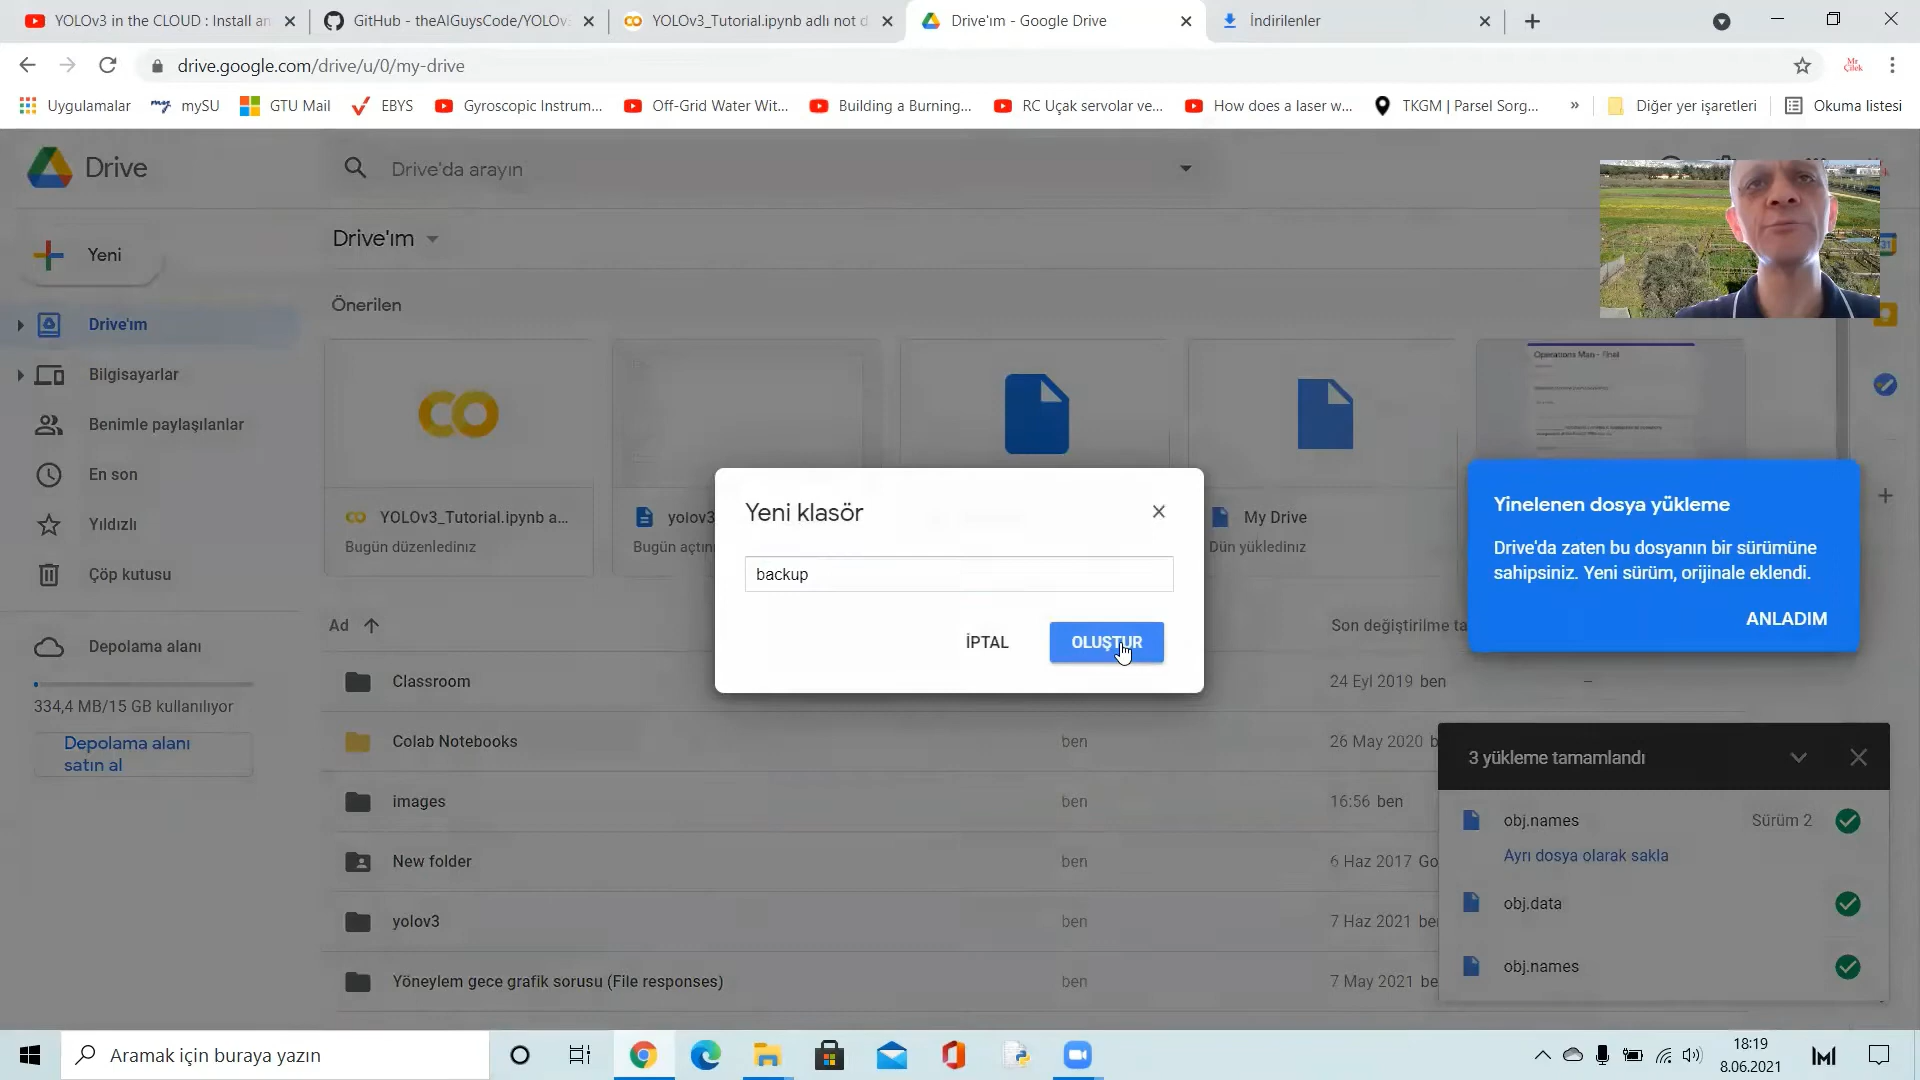 YOLOv3 in the CLOUD : Install an
GitHub - theAIGuysCode/YOLOv
YOLOv3_Tutorial.ipynb adlı not d
Drive'ım - Google Drive
İndirilenler
drive.google.com/drive/u/0/my-drive
Uygulamalar
mySU
GTU Mail
EBYS
Gyroscopic Instrum...
Off-Grid Water Wit...
Building a Burning...
RC Uçak servolar ve...
How does a laser w...
TKGM | Parsel Sorg...
»
Diğer yer işaretleri
Okuma listesi
Drive
Drive'da arayın
Yeni
Drive'ım
Bilgisayarlar
Benimle paylaşılanlar
En son
Yıldızlı
Çöp kutusu
Depolama alanı
334,4 MB/15 GB kullanılıyor
Depolama alanı
satın al
Drive'ım
Önerilen
YOLOv3_Tutorial.ipynb a...
Bugün düzenlediniz
yolov3
Bugün açtın
My Drive
Dün yüklediniz
Operations Man - Final
Yeni klasör
backup
İPTAL
OLUŞTUR
Yinelenen dosya yükleme
Drive'da zaten bu dosyanın bir sürümüne
sahipsiniz. Yeni sürüm, orijinale eklendi.
ANLADIM
Ad
Son değiştirilme ta
Classroom
24 Eyl 2019 ben
–
Colab Notebooks
ben
26 May 2020 b
images
ben
16:56 ben
New folder
ben
6 Haz 2017 Go
yolov3
ben
7 Haz 2021 be
Yöneylem gece grafik sorusu (File responses)
ben
7 May 2021 be
3 yükleme tamamlandı
obj.names
Sürüm 2
Ayrı dosya olarak sakla
obj.data
obj.names
Aramak için buraya yazın
18:19
8.06.2021